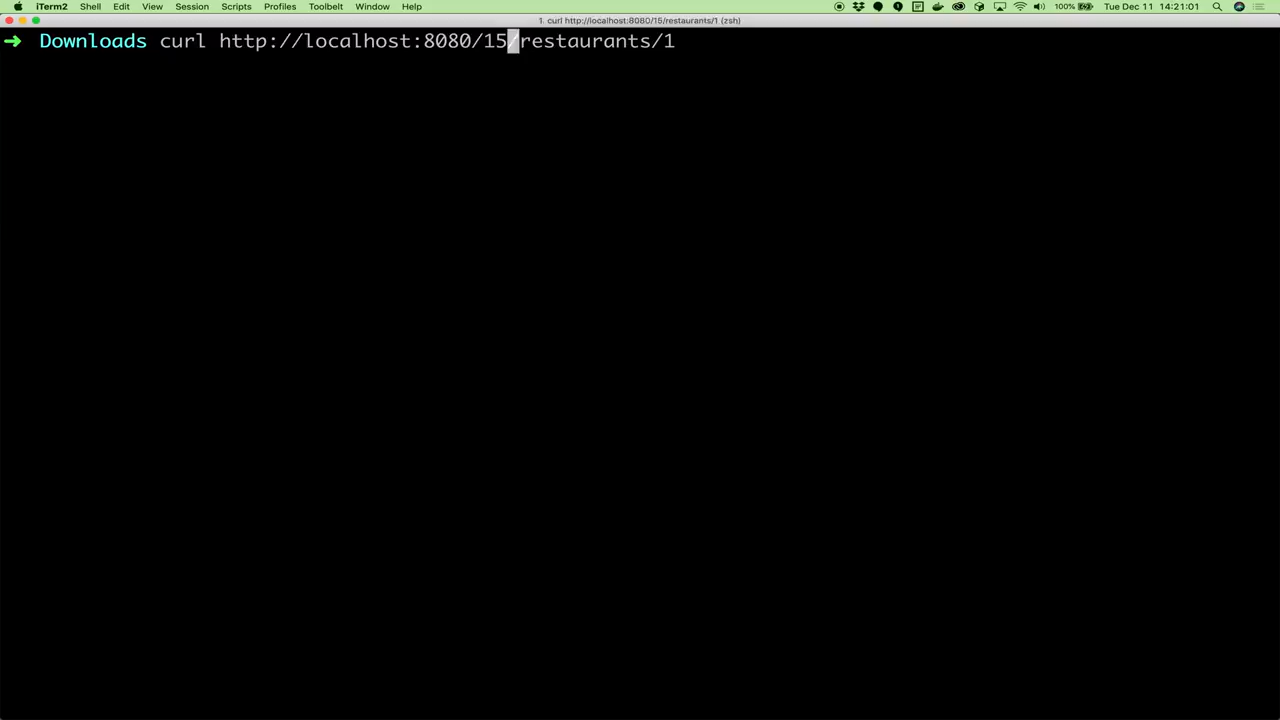 iTerm2 Shell Edit View Session Scripts Profiles Toolbelt Window Help 100% Tue Dec 11 14:21:01
1. curl http://localhost:8080/15/restaurants/1 (zsh)
➜ Downloads curl http://localhost:8080/15/restaurants/1